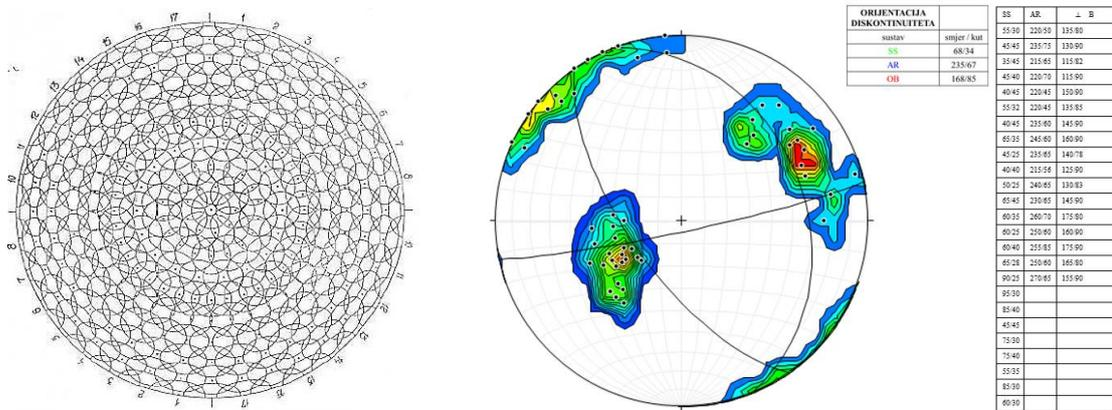 ORIJENTACIJA
DISKONTINUITETA
sustav smjer / kut
SS 68/34
AR 235/67
OB 168/85
SS AR ⊥ B
55/30 220/50 135/80
45/45 235/75 130/90
35/45 215/65 115/82
45/40 220/70 115/90
40/45 220/45 150/90
55/32 220/45 135/85
40/45 235/60 145/90
65/35 245/60 160/90
45/25 235/65 140/78
40/40 215/56 125/90
50/25 240/65 130/83
65/45 230/65 145/90
60/35 260/70 175/80
60/25 250/60 160/90
60/40 255/85 175/90
65/28 250/60 165/80
90/25 270/65 155/90
95/30
85/40
45/45
75/30
75/40
55/35
85/30
60/30